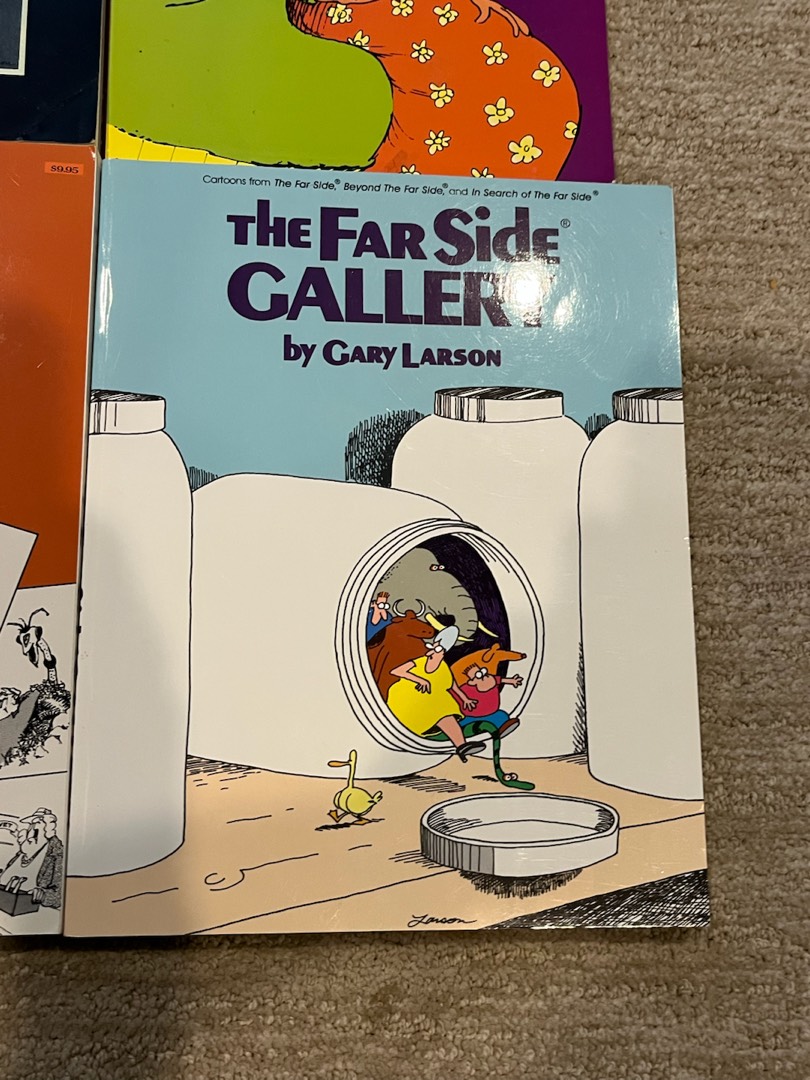 $9.95
Cartoons from The Far Side,® Beyond The Far Side,® and In Search of The Far Side®
THE FAR SIDE®
GALLERY
by GARY LARSON
Larson